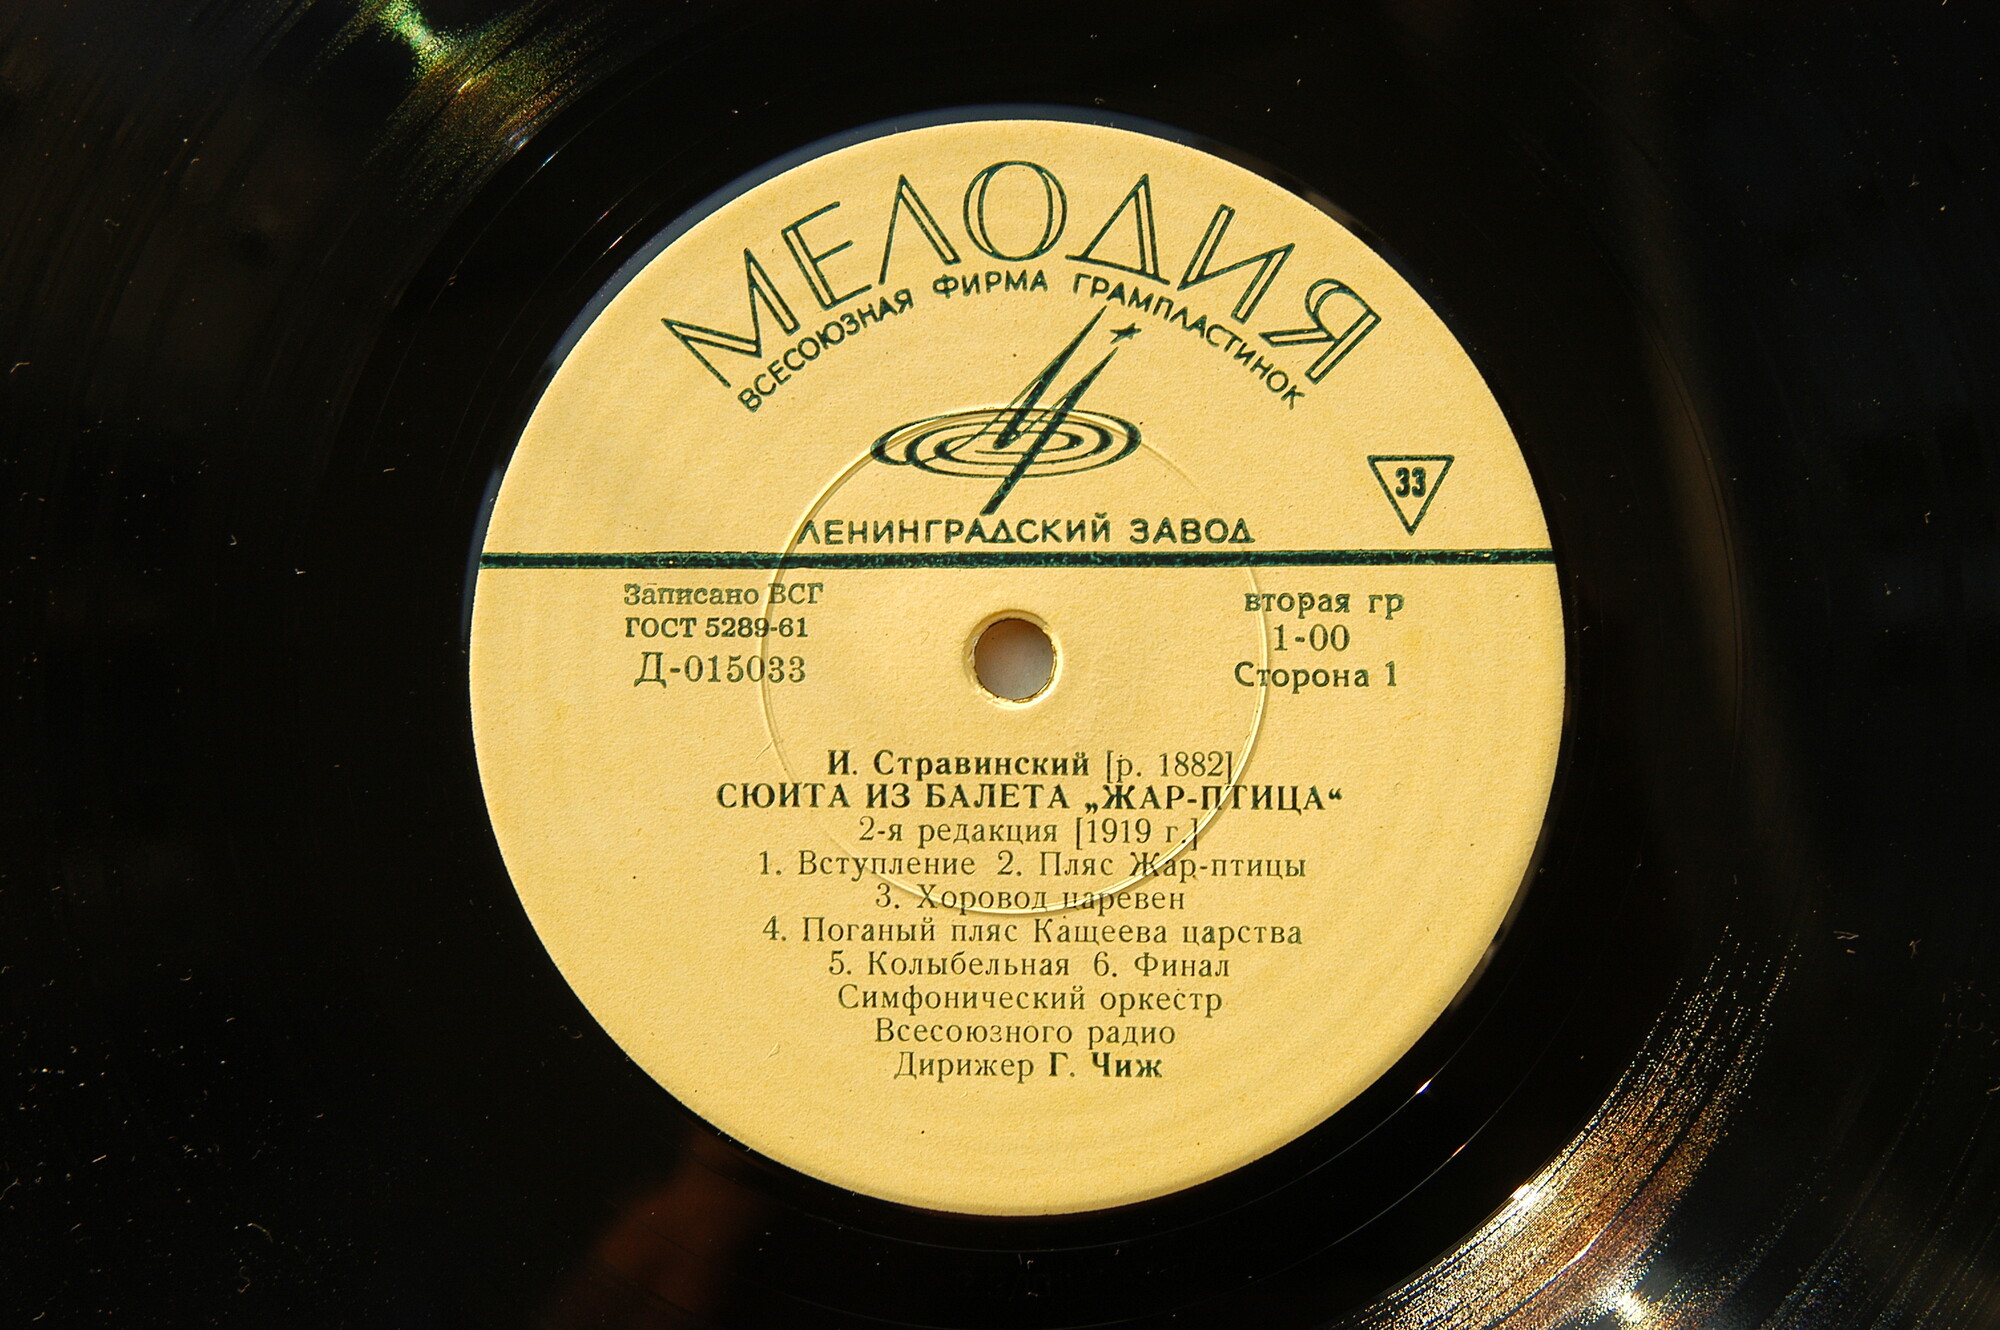 МЕЛОДИЯ
ВСЕСОЮЗНАЯ ФИРМА ГРАМПЛАСТИНОК
33
ЛЕНИНГРАДСКИЙ ЗАВОД
Записано ВСГ
ГОСТ 5289-61
Д-015033
вторая гр
1-00
Сторона 1
И. Стравинский [р. 1882]
СЮИТА ИЗ БАЛЕТА „ЖАР-ПТИЦА“
2-я редакция [1919 г.]
1. Вступление 2. Пляс Жар-птицы
3. Хоровод царевен
4. Поганый пляс Кащеева царства
5. Колыбельная 6. Финал
Симфонический оркестр
Всесоюзного радио
Дирижер Г. Чиж